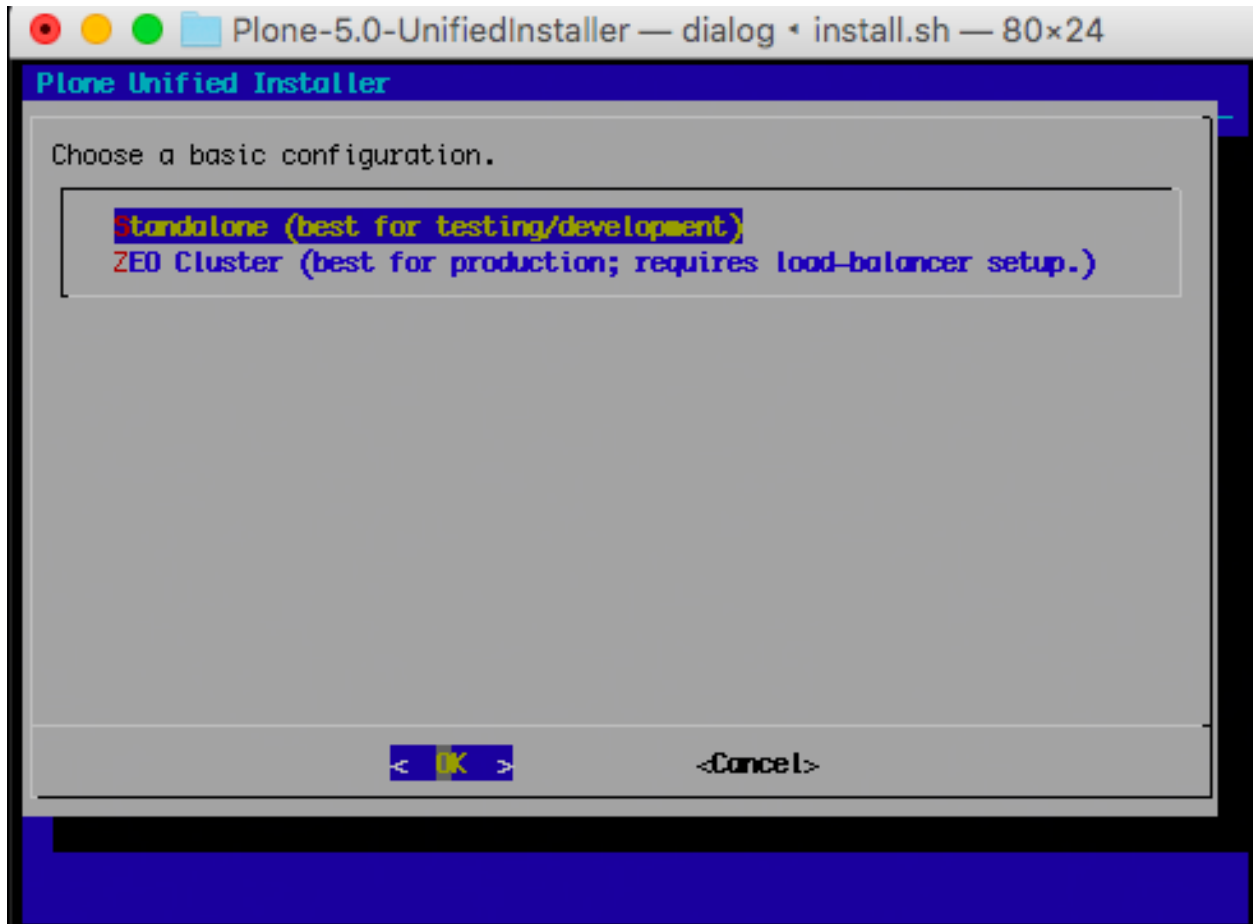 Plone-5.0-UnifiedInstaller — dialog ◂ install.sh — 80×24
Plone Unified Installer
Choose a basic configuration.
Standalone (best for testing/development)
ZEO Cluster (best for production; requires load-balancer setup.)
< OK > <Cancel>